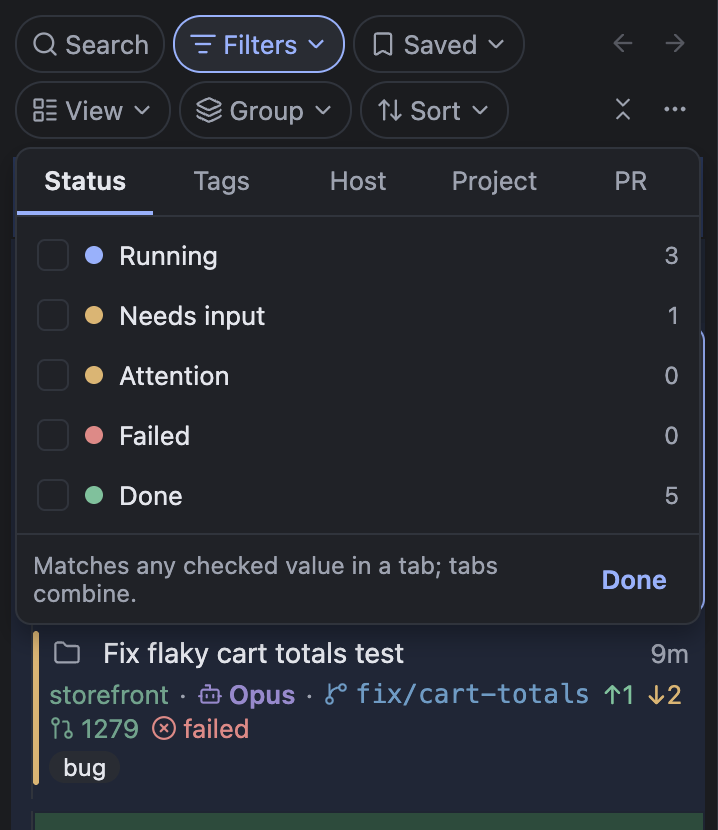 Search Filters Saved
View Group Sort
Status Tags Host Project PR
Running 3
Needs input 1
Attention 0
Failed 0
Done 5
Matches any checked value in a tab; tabs
combine.
Done
Fix flaky cart totals test 9m
storefront · Opus · fix/cart-totals ↑1 ↓2
1279 failed
bug